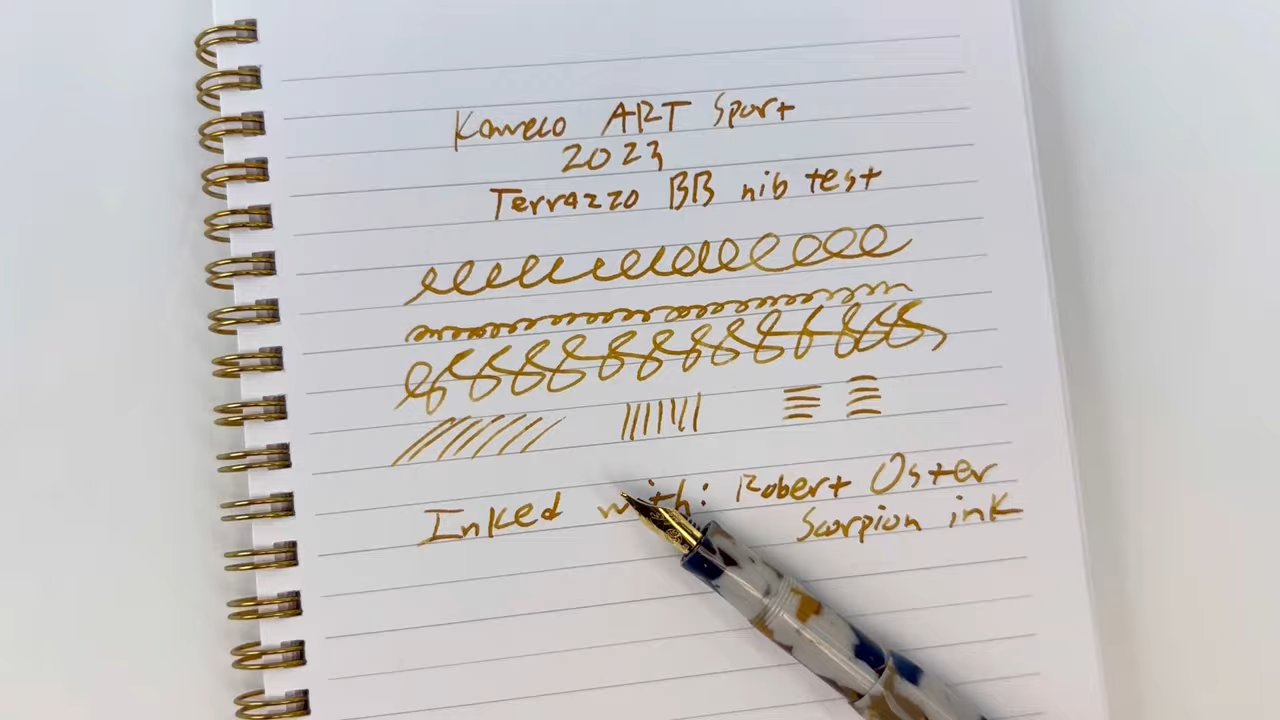 Kaweco ART Sport
2023
Terrazzo BB nib test
Inked with: Robert Oster
Scorpion ink